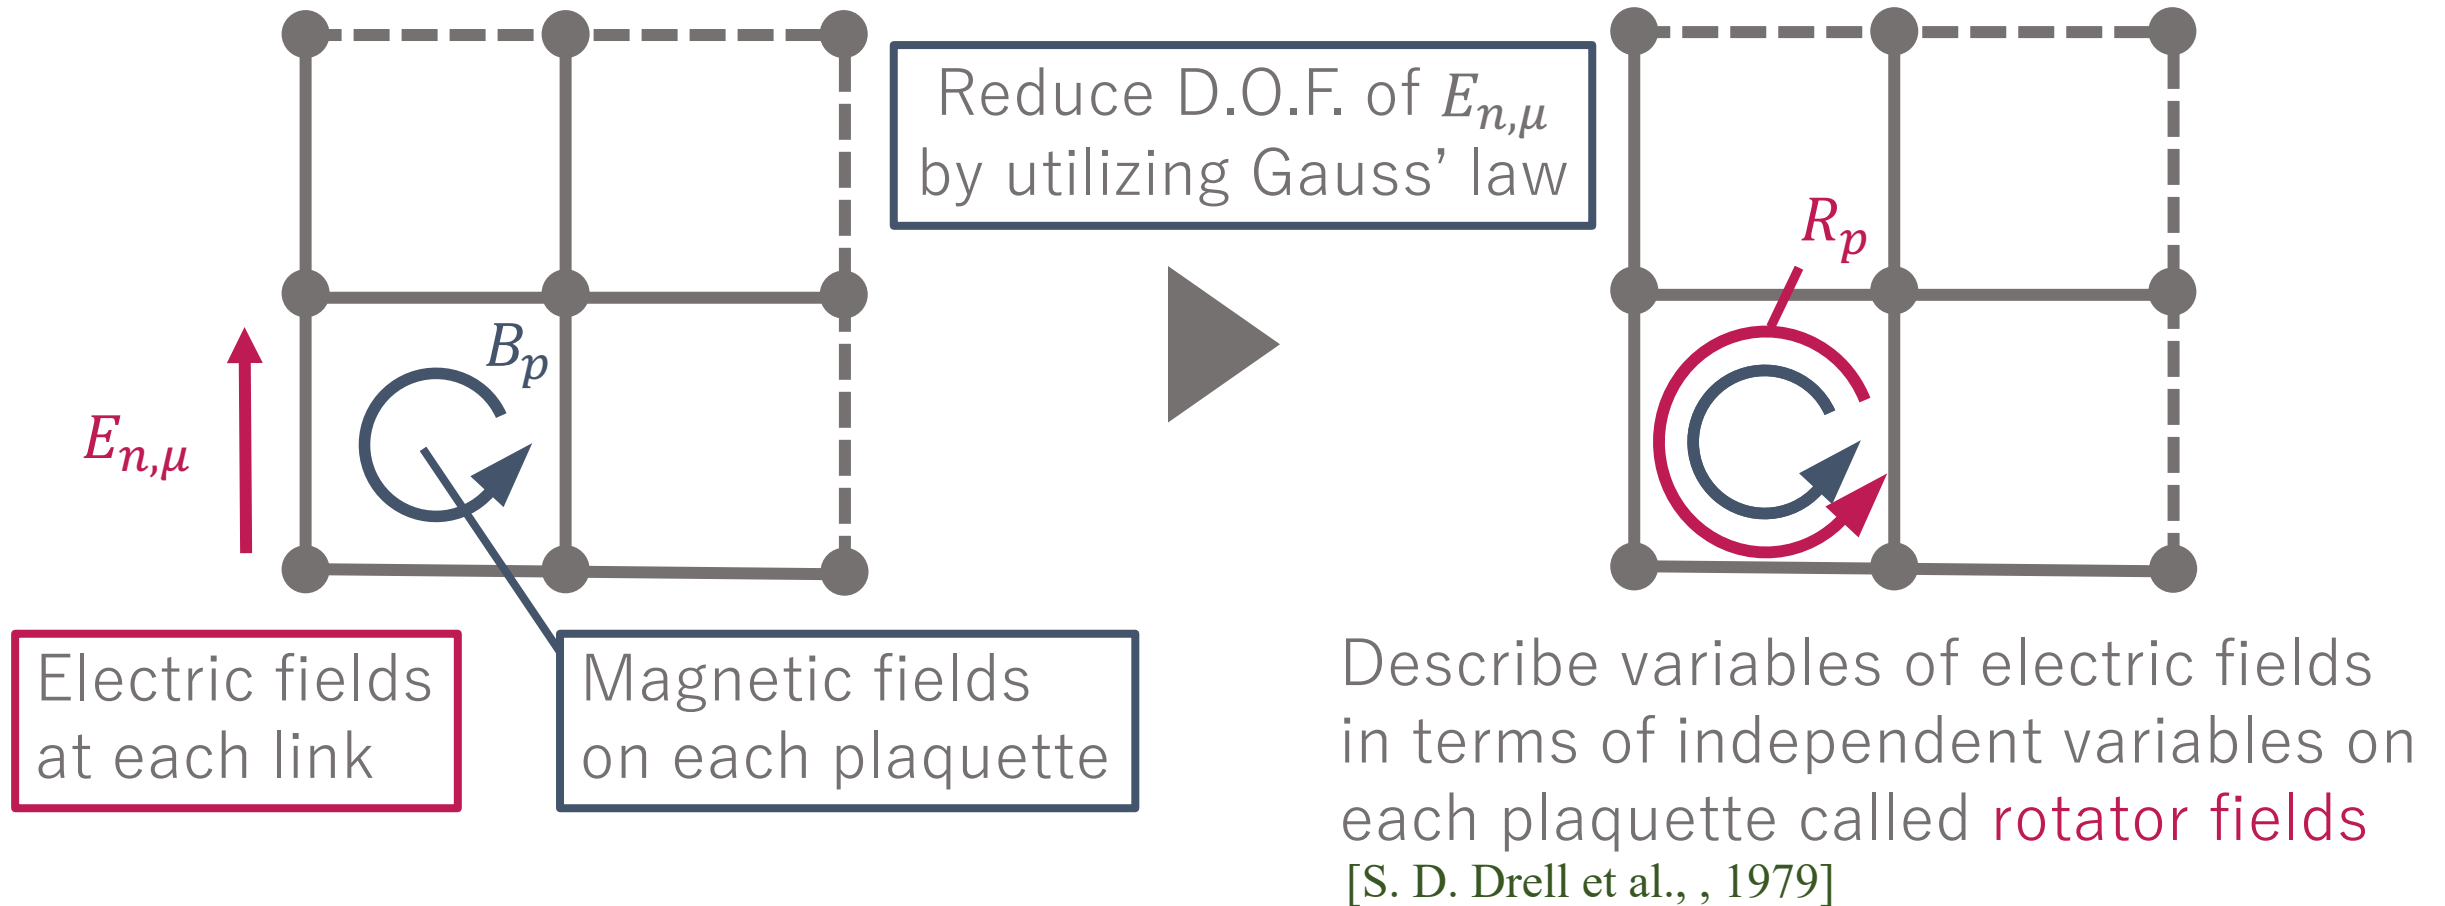 Reduce D.O.F. of E_{n,μ}
by utilizing Gauss’ law
R_p
B_p
E_{n,μ}
Electric fields
at each link
Magnetic fields
on each plaquette
Describe variables of electric fields
in terms of independent variables on
each plaquette called rotator fields
[S. D. Drell et al., , 1979]